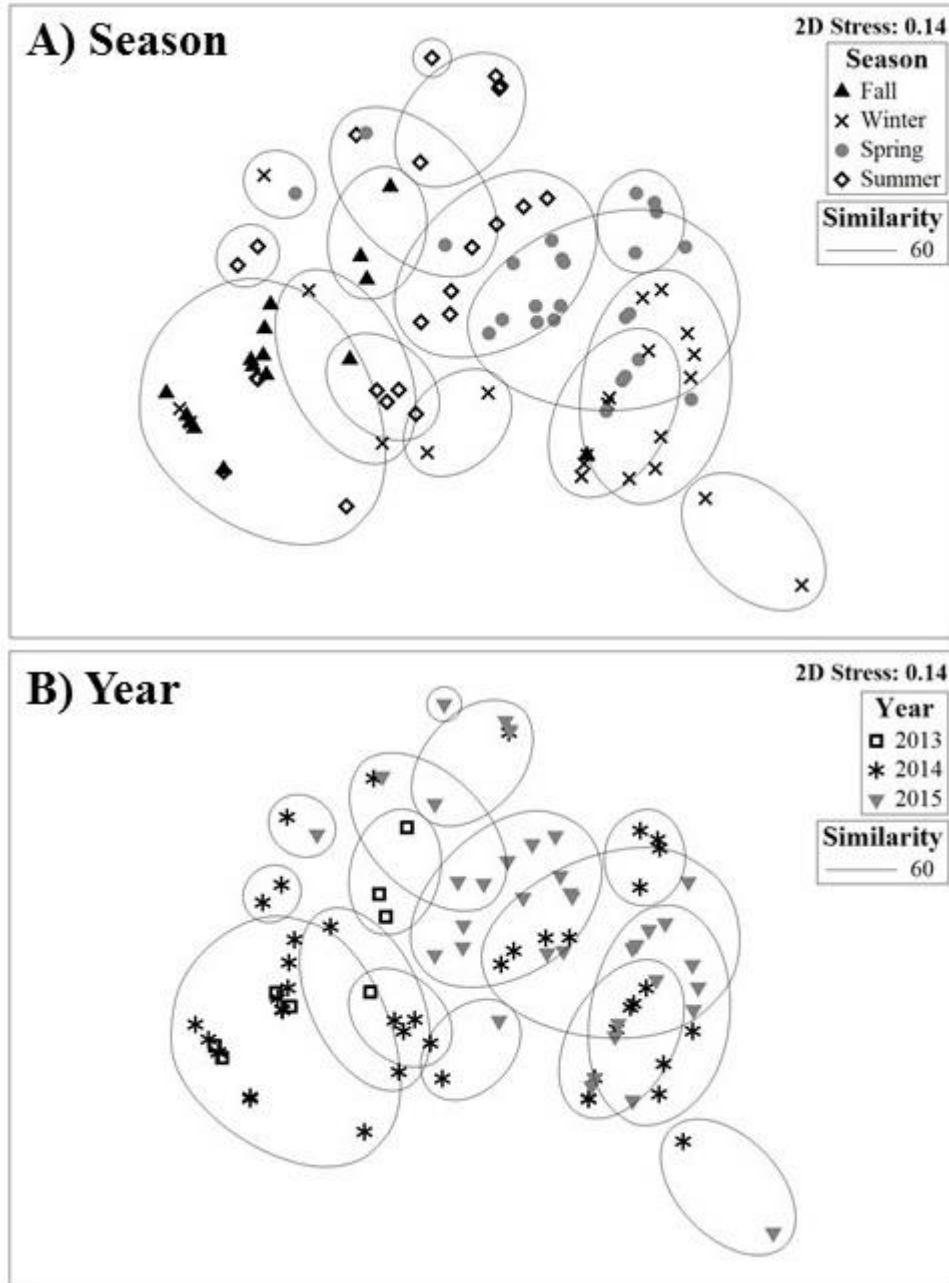 A) Season
2D Stress: 0.14
Season
Fall
Winter
Spring
Summer
Similarity
60
B) Year
2D Stress: 0.14
Year
2013
2014
2015
Similarity
60